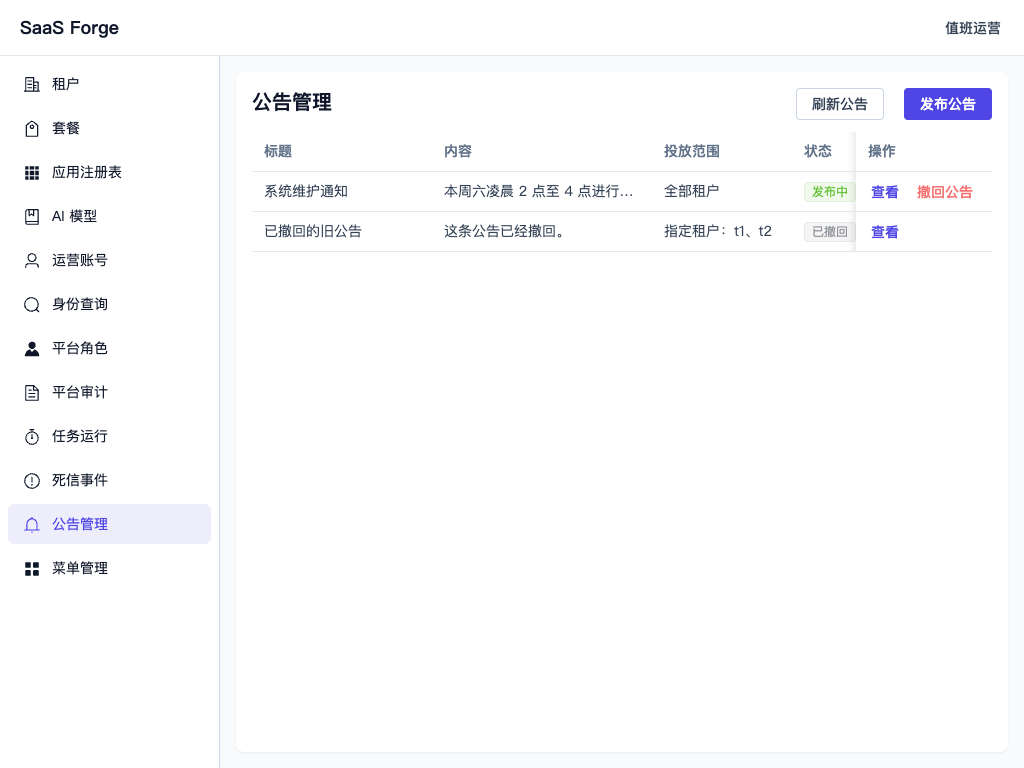 SaaS Forge
值班运营
租户
套餐
应用注册表
AI 模型
运营账号
身份查询
平台角色
平台审计
任务运行
死信事件
公告管理
菜单管理
公告管理
刷新公告
发布公告
标题 内容 投放范围 状态 操作
系统维护通知 本周六凌晨 2 点至 4 点进行... 全部租户 发布中 查看 撤回公告
已撤回的旧公告 这条公告已经撤回。 指定租户：t1、t2 已撤回 查看